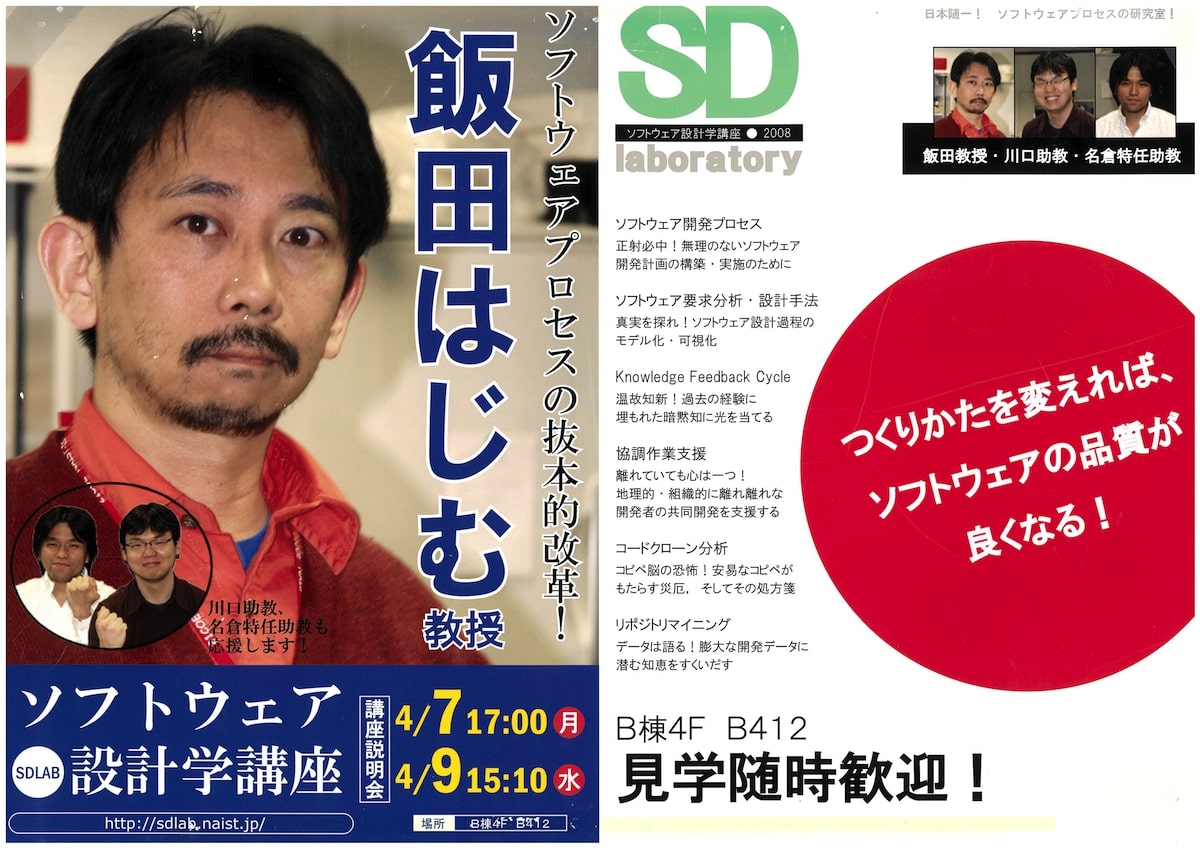 ソフトウェアプロセスの抜本的改革！
飯田はじむ
教授
川口助教、
名倉特任助教も
応援します！
ソフトウェア
SDLAB
設計学講座
講座説明会
4/7 17:00 月
4/9 15:10 水
http://sdlab.naist.jp/
場所 B棟4F B412
日本随一！ ソフトウェアプロセスの研究室！
SD
ソフトウェア設計学講座 ● 2008
laboratory
飯田教授・川口助教・名倉特任助教
ソフトウェア開発プロセス
正射必中！無理のないソフトウェア
開発計画の構築・実施のために
ソフトウェア要求分析・設計手法
真実を探れ！ソフトウェア設計過程の
モデル化・可視化
Knowledge Feedback Cycle
温故知新！過去の経験に
埋もれた暗黙知に光を当てる
協調作業支援
離れていても心は一つ！
地理的・組織的に離れ離れな
開発者の共同開発を支援する
コードクローン分析
コピペ脳の恐怖！安易なコピペが
もたらす災厄，そしてその処方箋
リポジトリマイニング
データは語る！膨大な開発データに
潜む知恵をすくいだす
つくりかたを変えれば、
ソフトウェアの品質が
良くなる！
B棟4F B412
見学随時歓迎！